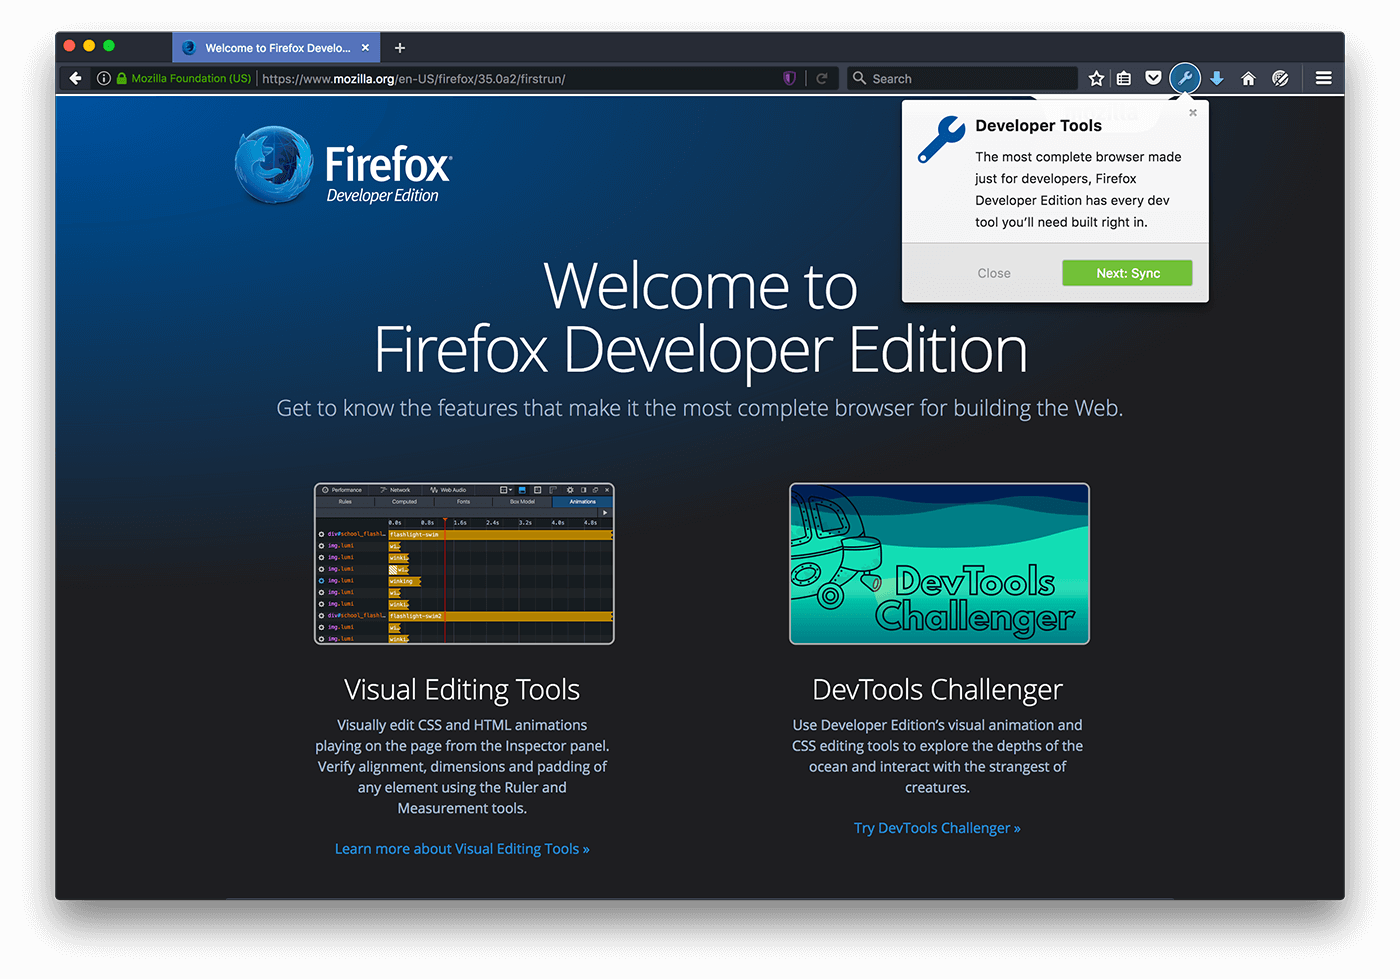 Welcome to Firefox Develo...
Mozilla Foundation (US)
https://www.mozilla.org/en-US/firefox/35.0a2/firstrun/
Search
Developer Tools
The most complete browser made
just for developers, Firefox
Developer Edition has every dev
tool you’ll need built right in.
Close
Next: Sync
Firefox
Developer Edition
Welcome to
Firefox Developer Edition
Get to know the features that make it the most complete browser for building the Web.
Performance Network Web Audio
Rules Computed Fonts Box Model Animations
0.0s 0.8s 1.6s 2.4s 3.2s 4.0s 4.8s
div#school_flashl… flashlight-swim
img.lumi wi…
img.lumi winki…
img.lumi wi…
img.lumi winking
img.lumi wi…
img.lumi winki…
div#school_flashl… flashlight-swim2
img.lumi wi…
img.lumi winki…
DevTools
Challenger
Visual Editing Tools
Visually edit CSS and HTML animations
playing on the page from the Inspector panel.
Verify alignment, dimensions and padding of
any element using the Ruler and
Measurement tools.
Learn more about Visual Editing Tools »
DevTools Challenger
Use Developer Edition’s visual animation and
CSS editing tools to explore the depths of the
ocean and interact with the strangest of
creatures.
Try DevTools Challenger »